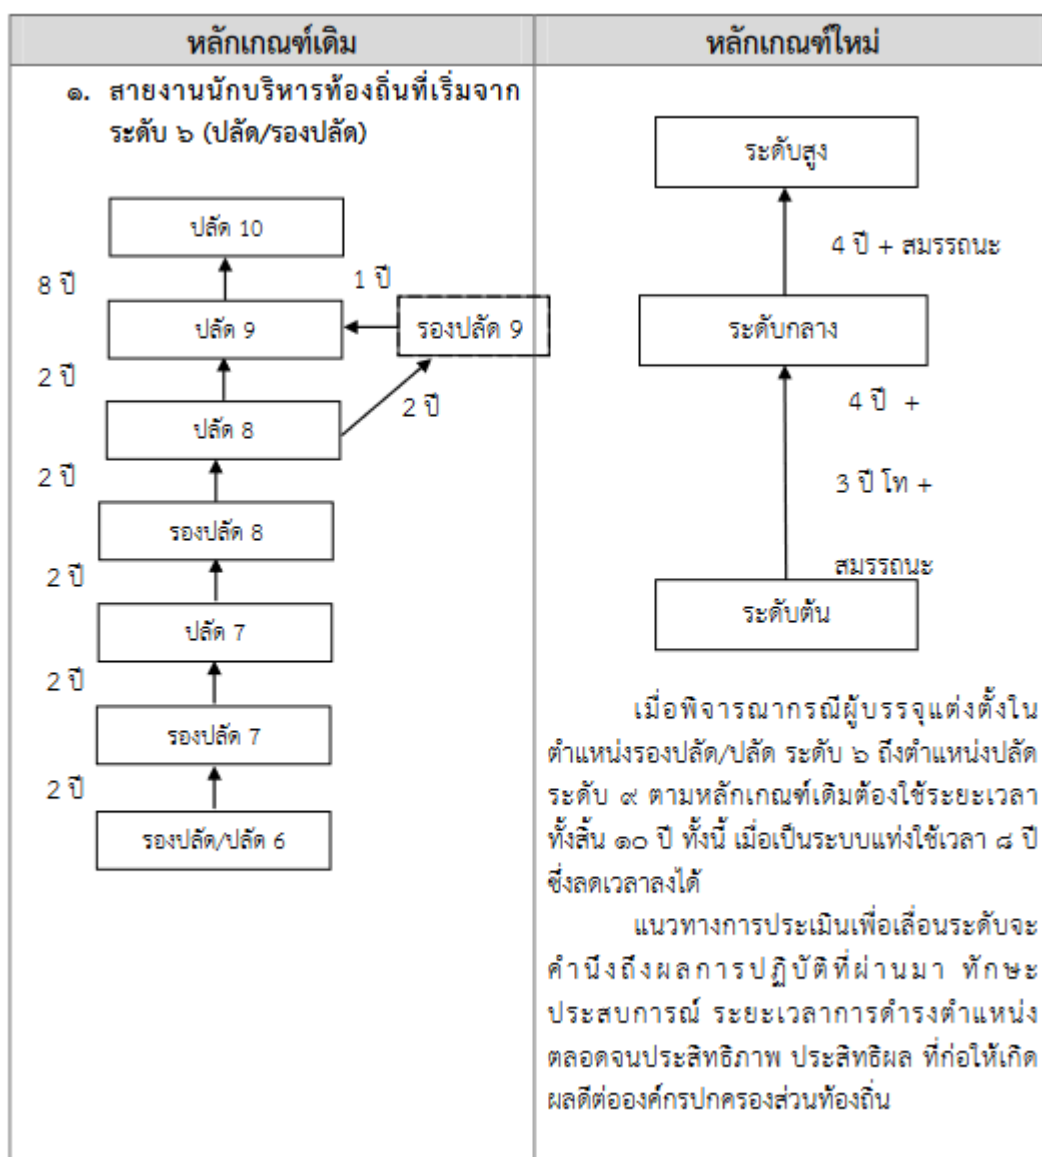 หลักเกณฑ์เดิม
๑. สายงานนักบริหารท้องถิ่นที่เริ่มจาก
ระดับ ๖ (ปลัด/รองปลัด)
ปลัด 10
8 ปี
1 ปี
ปลัด 9
รองปลัด 9
2 ปี
2 ปี
ปลัด 8
2 ปี
รองปลัด 8
2 ปี
ปลัด 7
2 ปี
รองปลัด 7
2 ปี
รองปลัด/ปลัด 6
หลักเกณฑ์ใหม่
ระดับสูง
4 ปี + สมรรถนะ
ระดับกลาง
4 ปี +
3 ปี โท +
สมรรถนะ
ระดับต้น
เมื่อพิจารณากรณีผู้บรรจุแต่งตั้งใน
ตำแหน่งรองปลัด/ปลัด ระดับ ๖ ถึงตำแหน่งปลัด
ระดับ ๙ ตามหลักเกณฑ์เดิมต้องใช้ระยะเวลา
ทั้งสิ้น ๑๐ ปี ทั้งนี้ เมื่อเป็นระบบแท่งใช้เวลา ๘ ปี
ซึ่งลดเวลาลงได้
แนวทางการประเมินเพื่อเลื่อนระดับจะ
คำนึงถึงผลการปฏิบัติที่ผ่านมา ทักษะ
ประสบการณ์ ระยะเวลาการดำรงตำแหน่ง
ตลอดจนประสิทธิภาพ ประสิทธิผล ที่ก่อให้เกิด
ผลดีต่อองค์กรปกครองส่วนท้องถิ่น